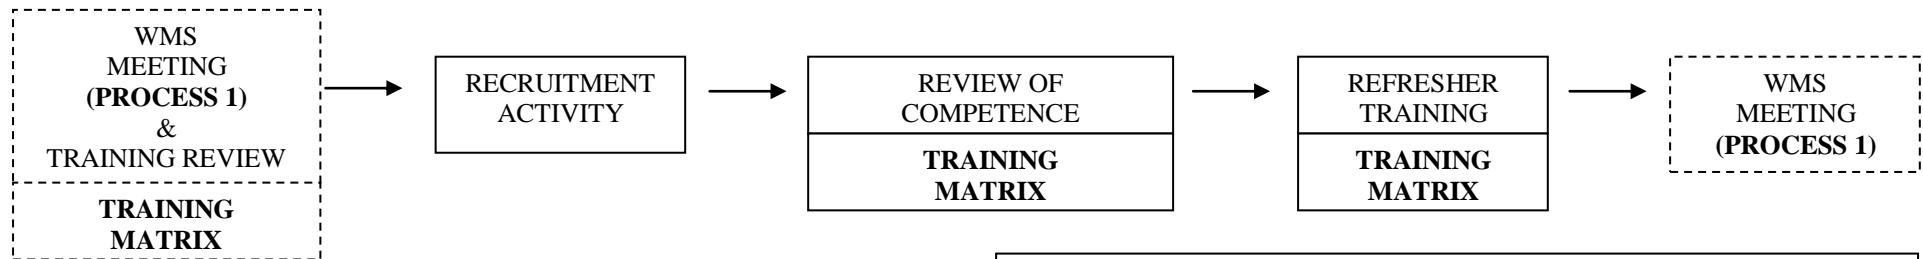 WMS
MEETING
(PROCESS 1)
&
TRAINING REVIEW
TRAINING
MATRIX
RECRUITMENT
ACTIVITY
REVIEW OF
COMPETENCE
TRAINING
MATRIX
REFRESHER
TRAINING
TRAINING
MATRIX
WMS
MEETING
(PROCESS 1)